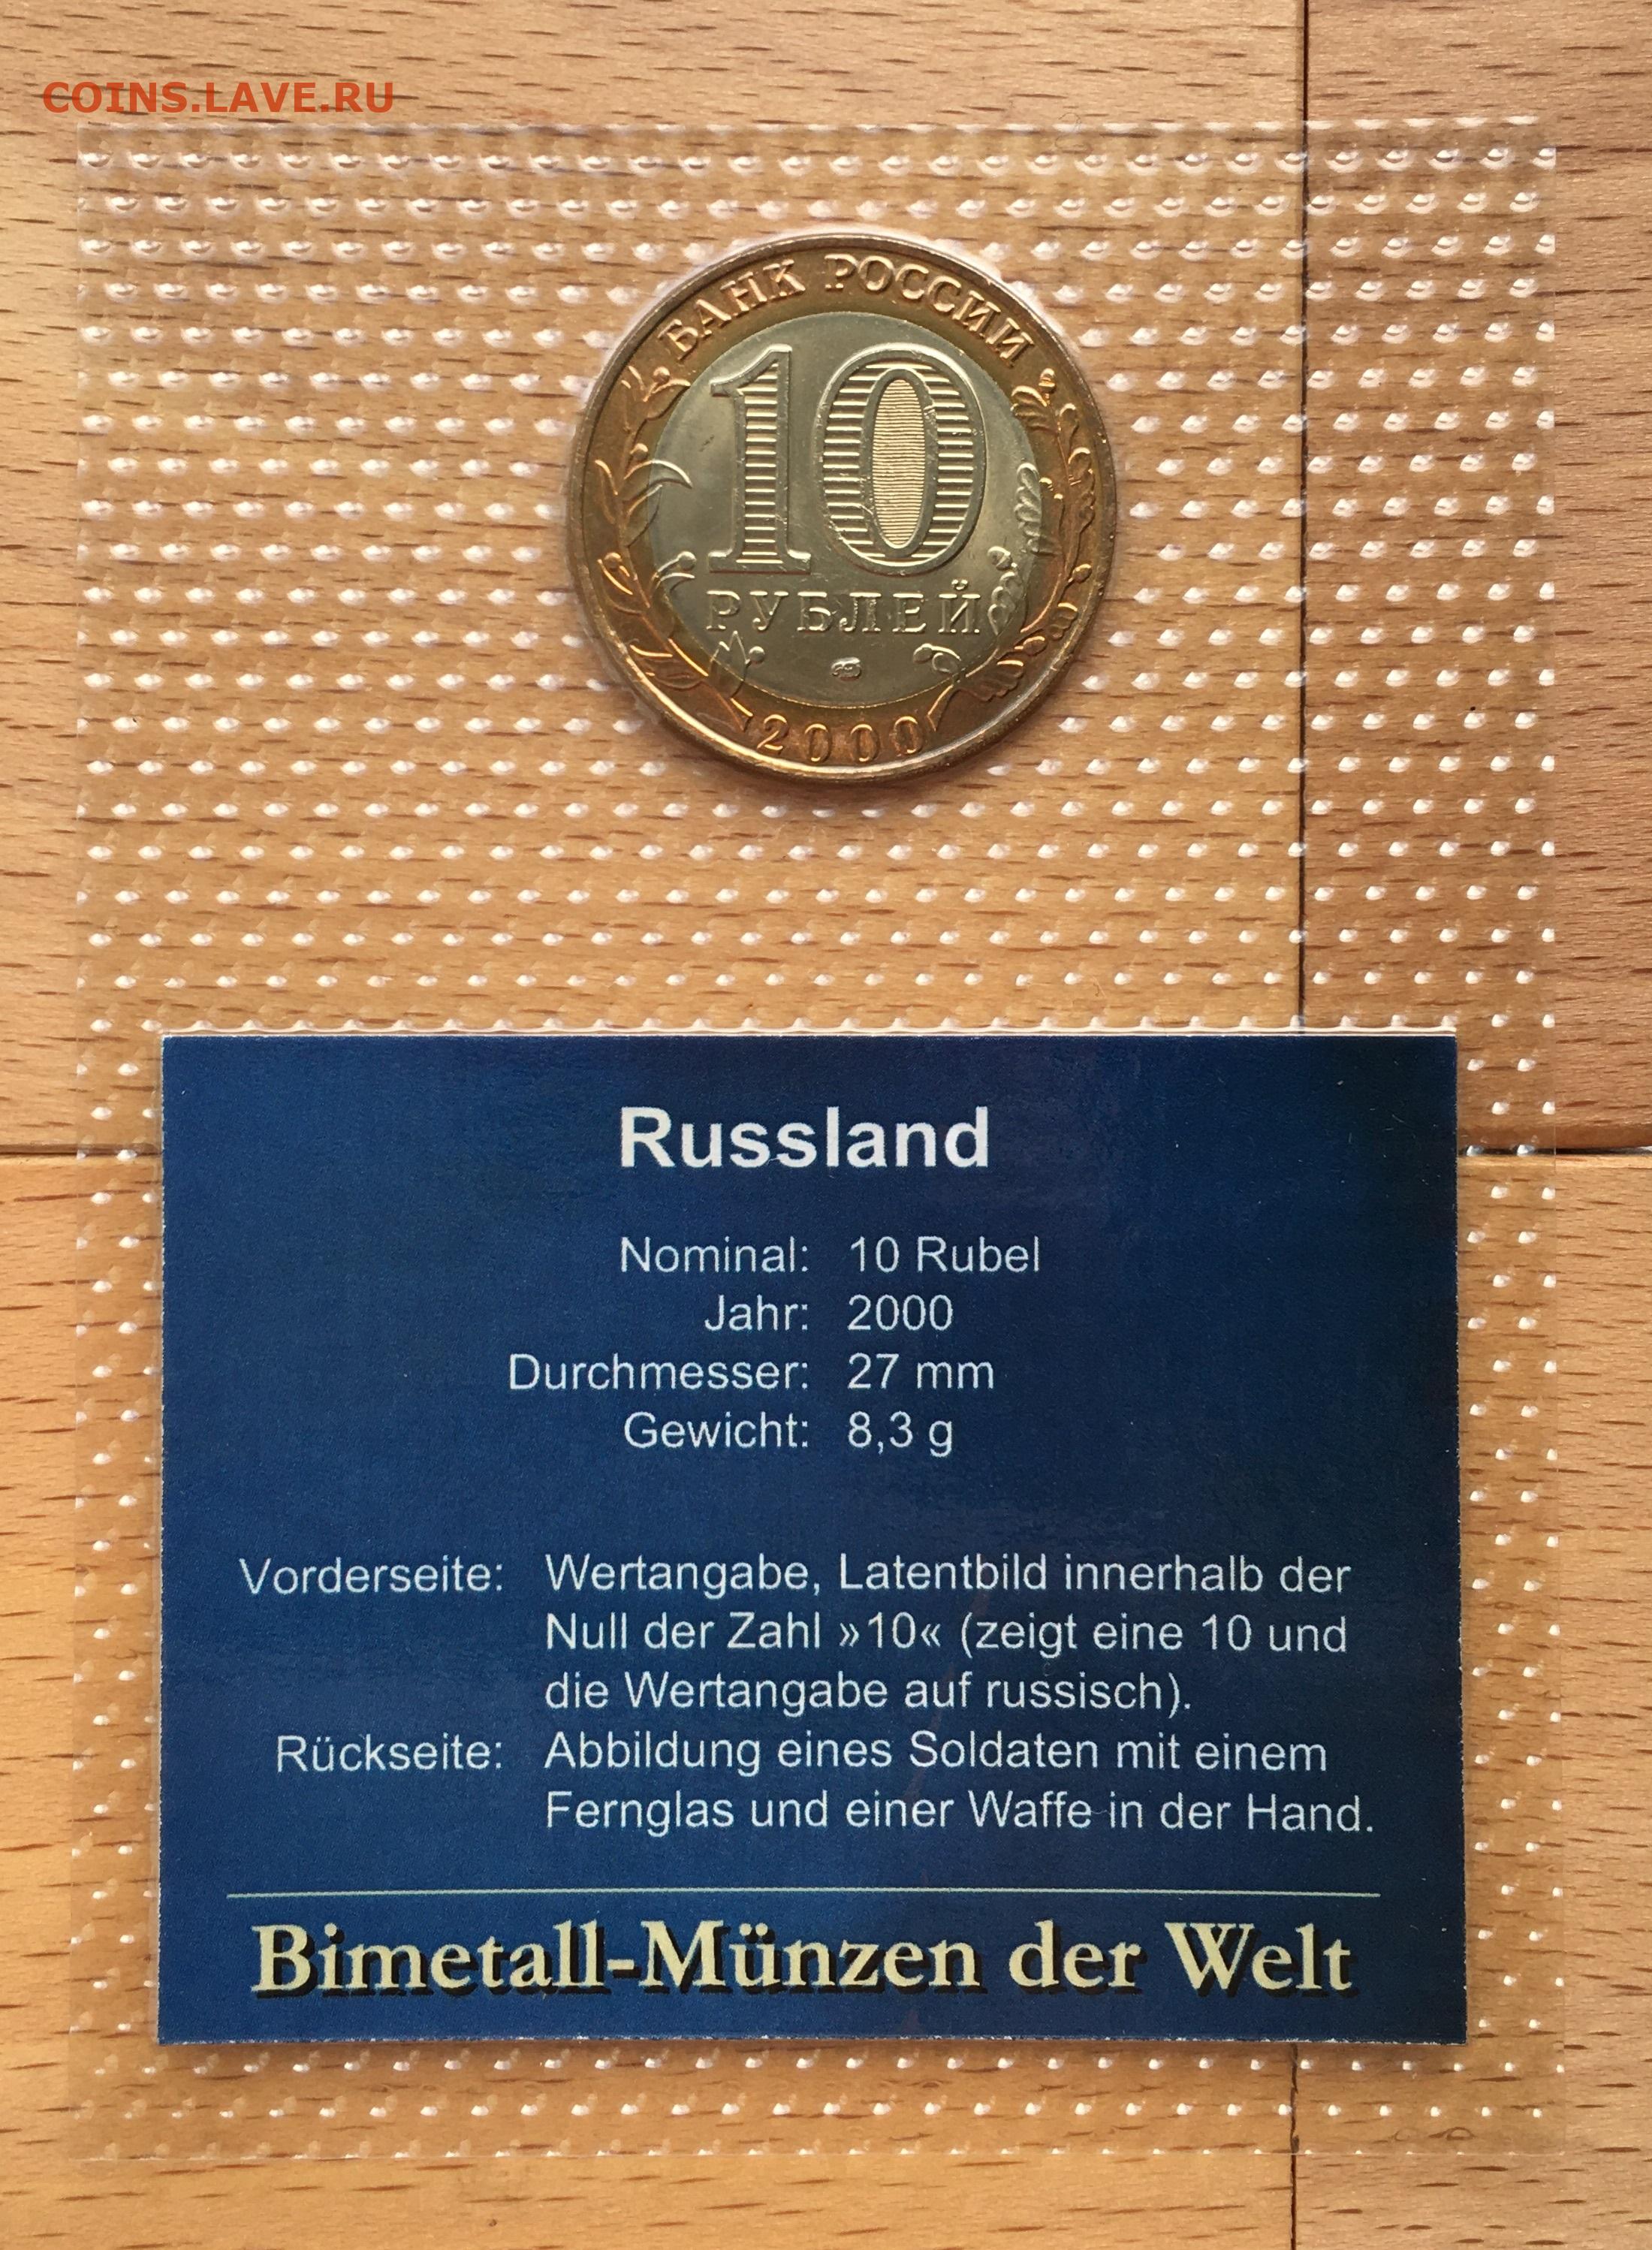 COINS.LAVE.RU
БАНК РОССИИ
10
РУБЛЕЙ
2000
Russland
Nominal: 10 Rubel
Jahr: 2000
Durchmesser: 27 mm
Gewicht: 8,3 g
Vorderseite: Wertangabe, Latentbild innerhalb der
Null der Zahl »10« (zeigt eine 10 und
die Wertangabe auf russisch).
Rückseite: Abbildung eines Soldaten mit einem
Fernglas und einer Waffe in der Hand.
Bimetall-Münzen der Welt